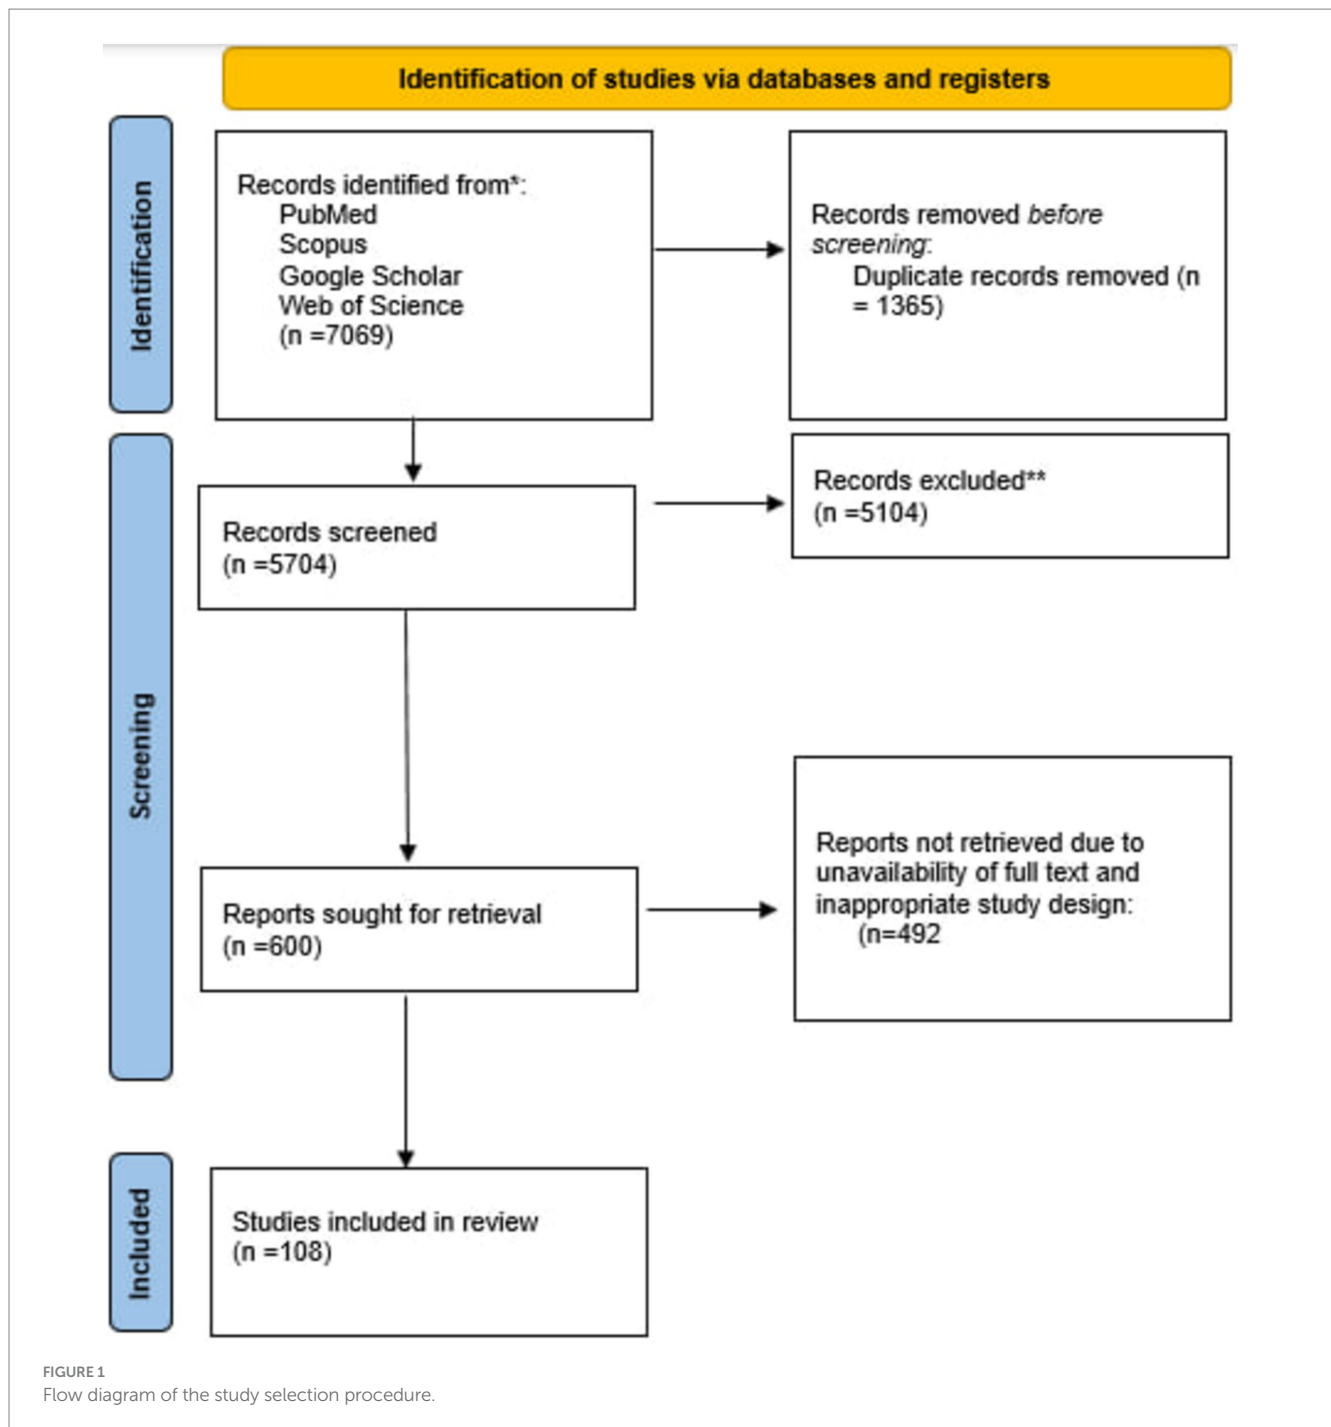 Identification of studies via databases and registers
Identification
Records identified from*:
PubMed
Scopus
Google Scholar
Web of Science
(n =7069)
Records removed before
screening:
Duplicate records removed (n
= 1365)
Screening
Records screened
(n =5704)
Records excluded**
(n =5104)
Reports sought for retrieval
(n =600)
Reports not retrieved due to
unavailability of full text and
inappropriate study design:
(n=492
Included
Studies included in review
(n =108)
FIGURE 1
Flow diagram of the study selection procedure.